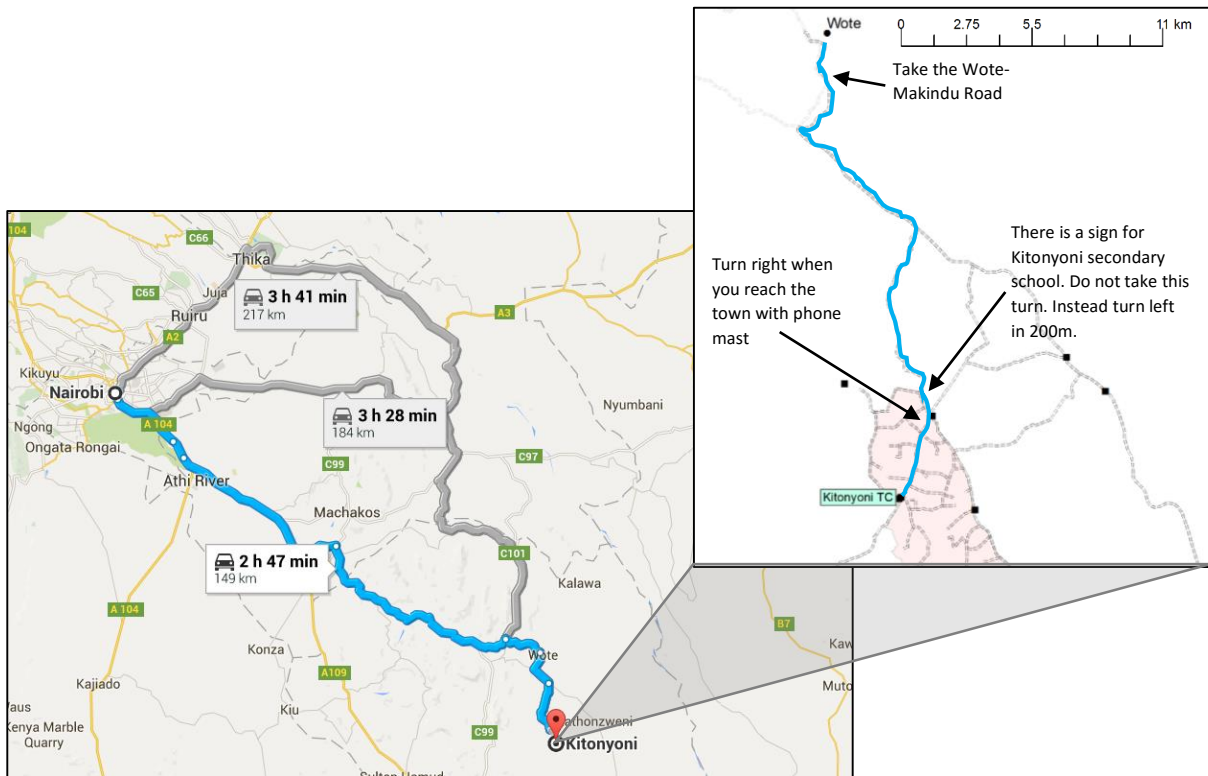 Wote
0 2.75 5.5 11 km
Take the Wote-
Makindu Road
There is a sign for
Kitonyoni secondary
school. Do not take this
turn. Instead turn left
in 200m.
Turn right when
you reach the
town with phone
mast
Kitonyoni TC
104
C66
Thika
C65
Juja
3 h 41 min
217 km
Ruiru
A3
A2
Kikuyu
Nairobi
Nyumbani
3 h 28 min
184 km
Ngong
A 104
Ongata Rongai
C99
C97
Athi River
Machakos
C101
2 h 47 min
149 km
Kalawa
A 104
B7
Konza
Wote
Kaw
A109
Kajiado
Muto
Kiu
aus
C99
athonzweni
Kenya Marble
Quarry
Kitonyoni
Sultan Hamud